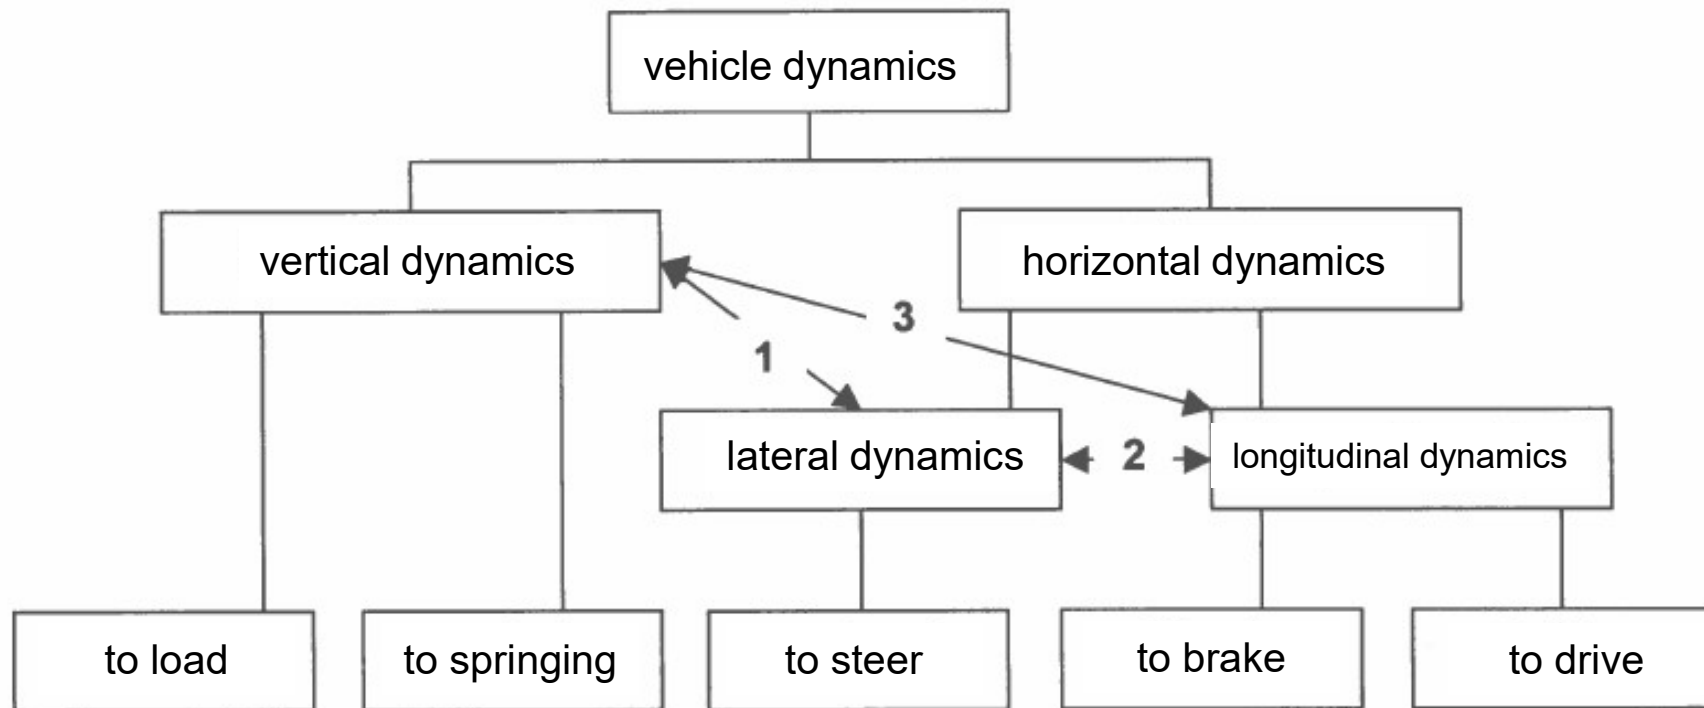 vehicle dynamics
vertical dynamics
horizontal dynamics
3
1
lateral dynamics
2
longitudinal dynamics
to load
to springing
to steer
to brake
to drive